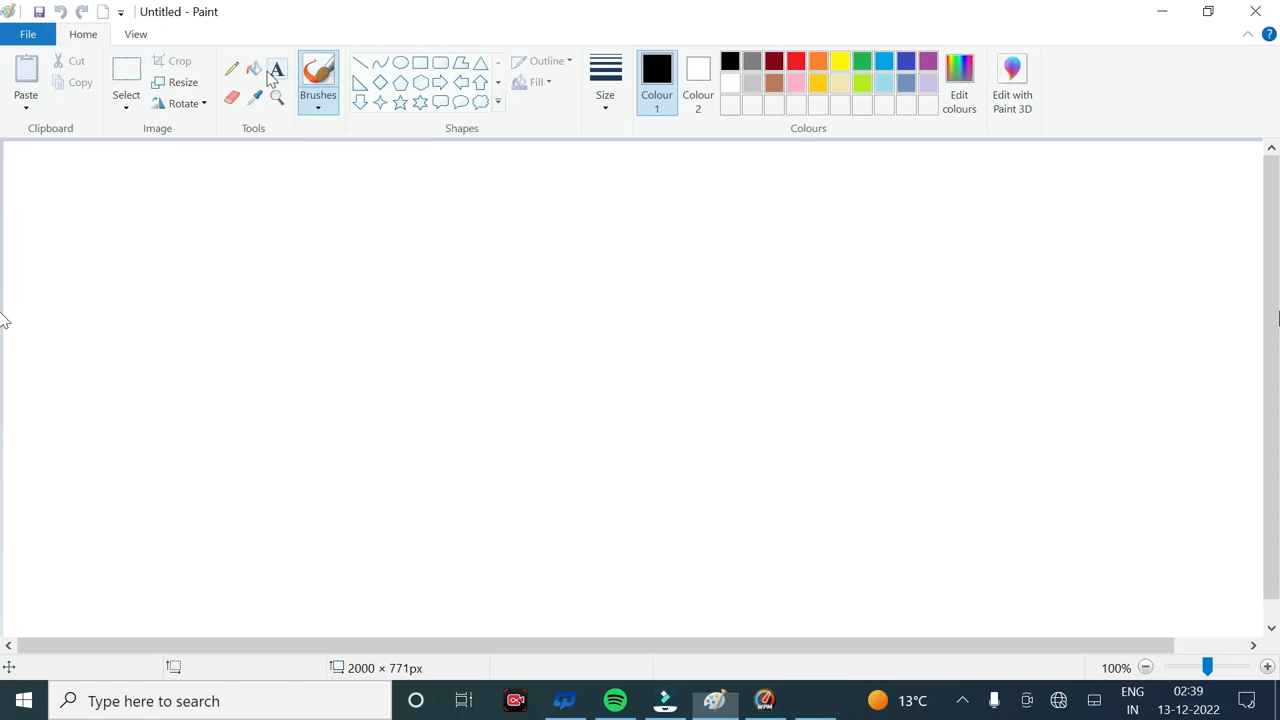 Untitled - Paint
File Home View
Paste
Cut
Copy
Clipboard
Select
Crop
Resize
Rotate
Image
A
Tools
Brushes
Shapes
Outline
Fill
Size
Colour 1
Colour 2
Colours
Edit colours
Edit with Paint 3D
2000 × 771px
100%
Type here to search
WPM
13°C
ENG
IN
02:39
13-12-2022